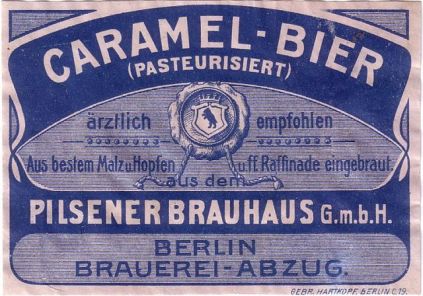 CARAMEL-BIER
(PASTEURISIERT)
ärztlich empfohlen
Aus bestem Malz u. Hopfen u. ff. Raffinade eingebraut
aus dem
PILSENER BRAUHAUS G.m.b.H.
BERLIN
BRAUEREI-ABZUG.
GEBR. HARTKOPF, BERLIN C.19.